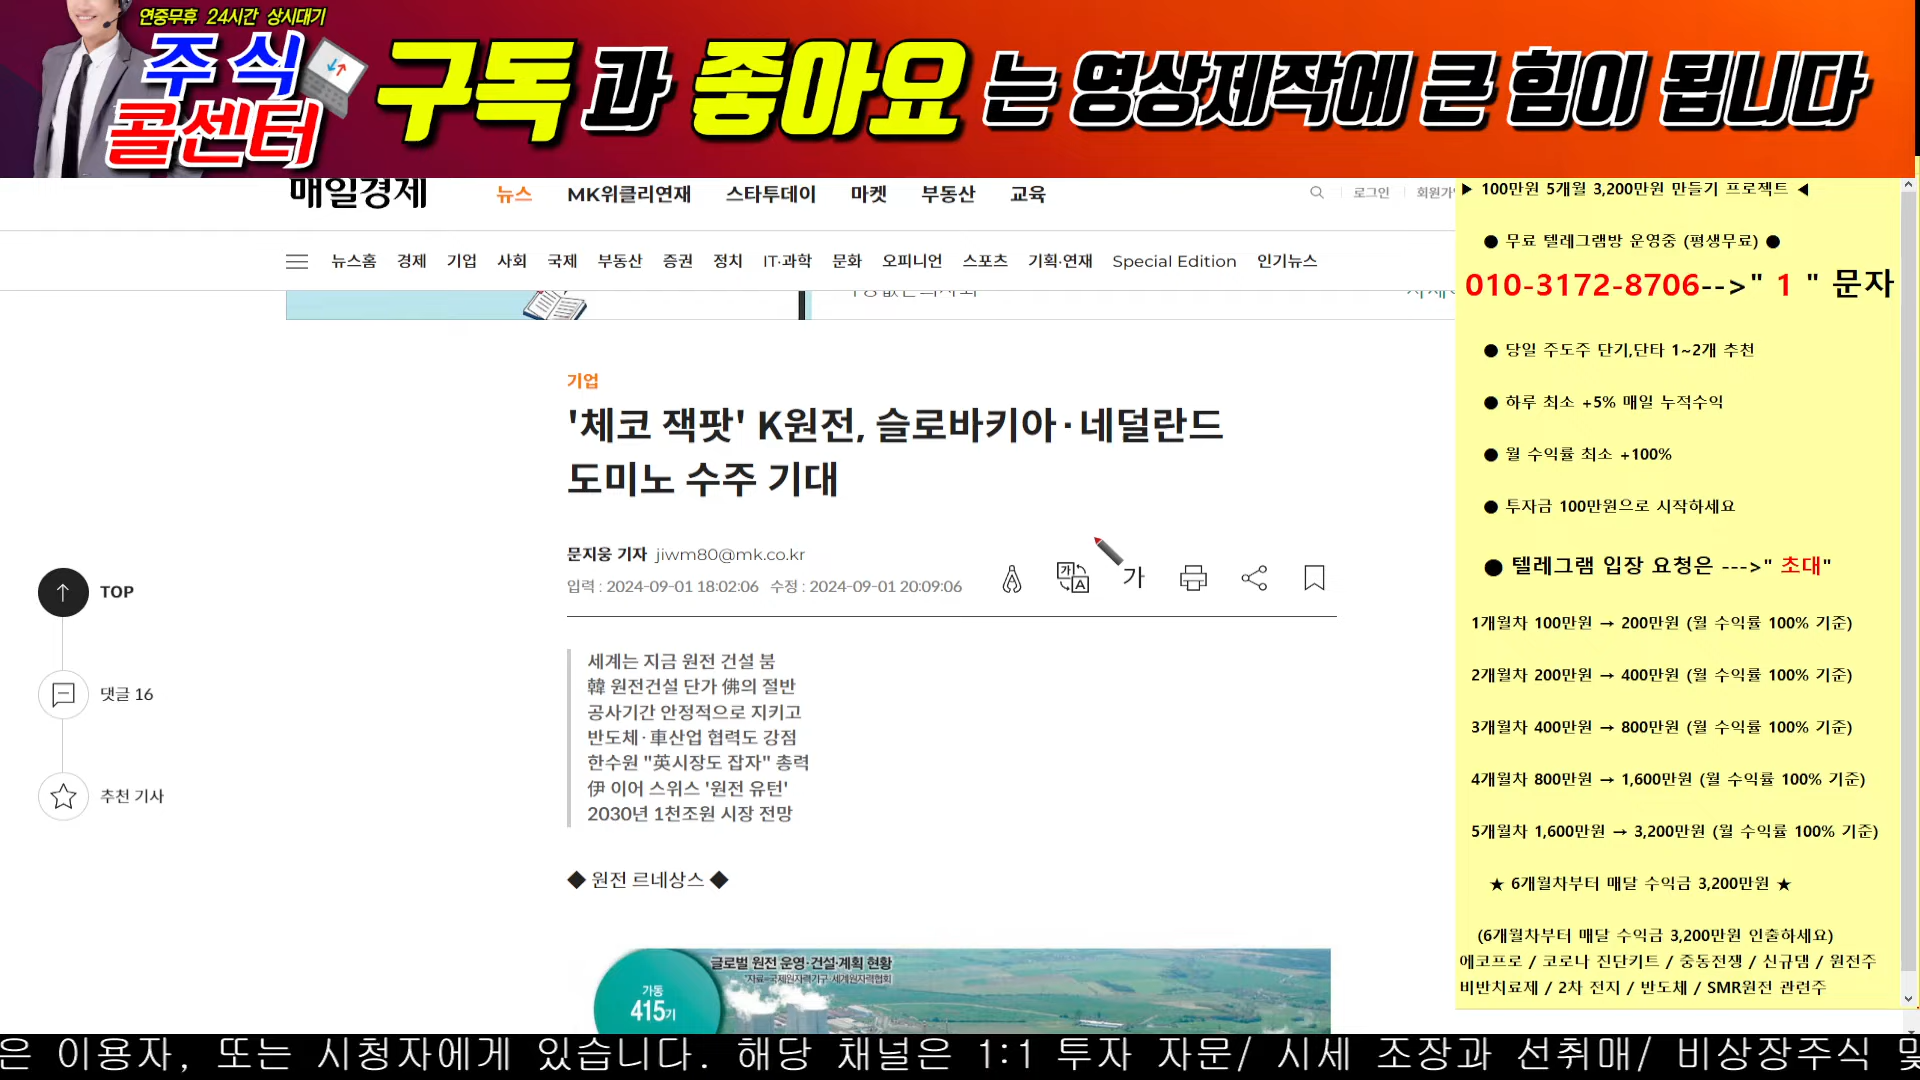 연중무휴 24시간 상시대기
주식
콜센터
구독과 좋아요는 영상제작에 큰 힘이 됩니다
매일경제
뉴스 MK위클리연재 스타투데이 마켓 부동산 교육
로그인
뉴스홈 경제 기업 사회 국제 부동산 증권 정치 IT·과학 문화 오피니언 스포츠 기획·연재 Special Edition 인기뉴스
기업
'체코 잭팟' K원전, 슬로바키아·네덜란드
도미노 수주 기대
문지웅 기자 jiwm80@mk.co.kr
입력 : 2024-09-01 18:02:06 수정 : 2024-09-01 20:09:06
가
A
가
TOP
댓글 16
추천 기사
세계는 지금 원전 건설 붐
韓 원전건설 단가 佛의 절반
공사기간 안정적으로 지키고
반도체·車산업 협력도 강점
한수원 "英시장도 잡자" 총력
伊 이어 스위스 '원전 유턴'
2030년 1천조원 시장 전망
◆ 원전 르네상스 ◆
글로벌 원전 운영·건설·계획 현황
*자료=국제원자력기구·세계원자력협회
가동
415기
▶ 100만원 5개월 3,200만원 만들기 프로젝트 ◀
● 무료 텔레그램방 운영중 (평생무료) ●
010-3172-8706-->" 1 " 문자
● 당일 주도주 단기,단타 1~2개 추천
● 하루 최소 +5% 매일 누적수익
● 월 수익률 최소 +100%
● 투자금 100만원으로 시작하세요
● 텔레그램 입장 요청은 --->" 초대"
1개월차 100만원 → 200만원 (월 수익률 100% 기준)
2개월차 200만원 → 400만원 (월 수익률 100% 기준)
3개월차 400만원 → 800만원 (월 수익률 100% 기준)
4개월차 800만원 → 1,600만원 (월 수익률 100% 기준)
5개월차 1,600만원 → 3,200만원 (월 수익률 100% 기준)
★ 6개월차부터 매달 수익금 3,200만원 ★
(6개월차부터 매달 수익금 3,200만원 인출하세요)
에코프로 / 코로나 진단키트 / 중동전쟁 / 신규댐 / 원전주
비반치료제 / 2차 전지 / 반도체 / SMR원전 관련주
은 이용자, 또는 시청자에게 있습니다. 해당 채널은 1:1 투자 자문/ 시세 조장과 선취매/ 비상장주식 및